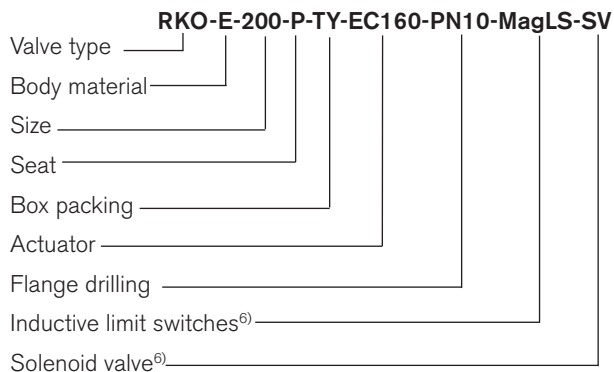 RKO-E-200-P-TY-EC160-PN10-MagLS-SV
Valve type
Body material
Size
Seat
Box packing
Actuator
Flange drilling
Inductive limit switches⁶⁾
Solenoid valve⁶⁾